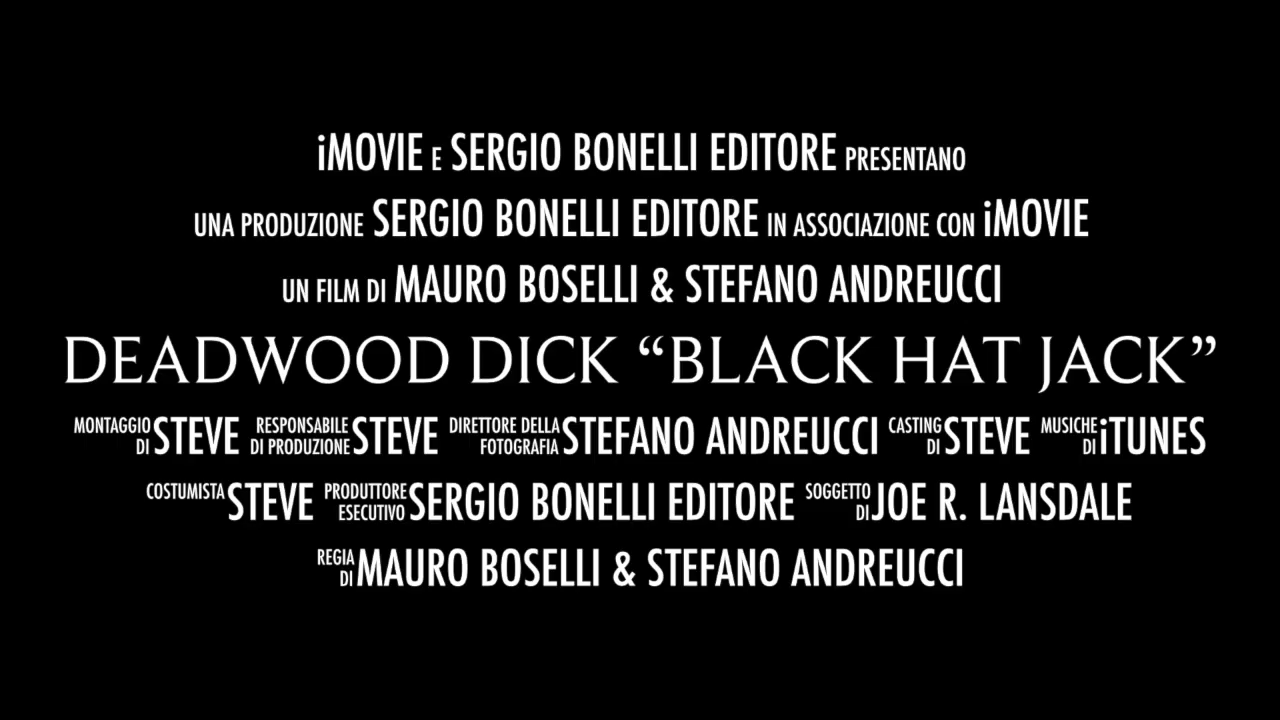 iMOVIE E SERGIO BONELLI EDITORE PRESENTANO
UNA PRODUZIONE SERGIO BONELLI EDITORE IN ASSOCIAZIONE CON iMOVIE
UN FILM DI MAURO BOSELLI & STEFANO ANDREUCCI
DEADWOOD DICK “BLACK HAT JACK”
MONTAGGIO DI STEVE RESPONSABILE DI PRODUZIONE STEVE DIRETTORE DELLA FOTOGRAFIA STEFANO ANDREUCCI CASTING DI STEVE MUSICHE DI iTUNES
COSTUMISTA STEVE PRODUTTORE ESECUTIVO SERGIO BONELLI EDITORE SOGGETTO DI JOE R. LANSDALE
REGIA DI MAURO BOSELLI & STEFANO ANDREUCCI